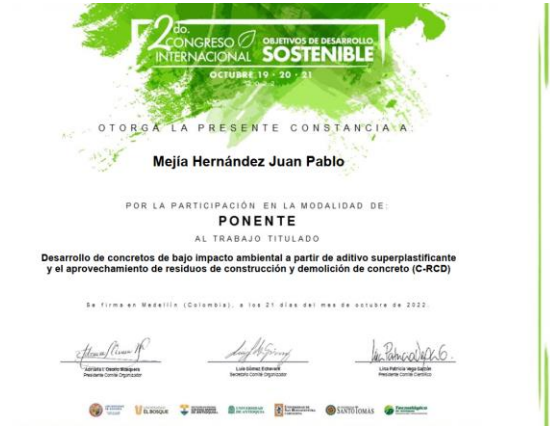 2do.
CONGRESO
INTERNACIONAL
OBJETIVOS DE DESARROLLO
SOSTENIBLE
OCTUBRE 19 - 20 - 21
2022
OTORGA LA PRESENTE CONSTANCIA A:
Mejía Hernández Juan Pablo
POR LA PARTICIPACIÓN EN LA MODALIDAD DE:
PONENTE
AL TRABAJO TITULADO
Desarrollo de concretos de bajo impacto ambiental a partir de aditivo superplastificante
y el aprovechamiento de residuos de construcción y demolición de concreto (C-RCD)
Se firma en Medellín (Colombia), a los 21 días del mes de octubre de 2022.
Presidente Comité Organizador
Luis Gómez Echeverri
Secretario Comité Organizador
Lina Patricia Vega Garzón
Presidente Comité Científico
EL BOSQUE
SANTO TOMÁS